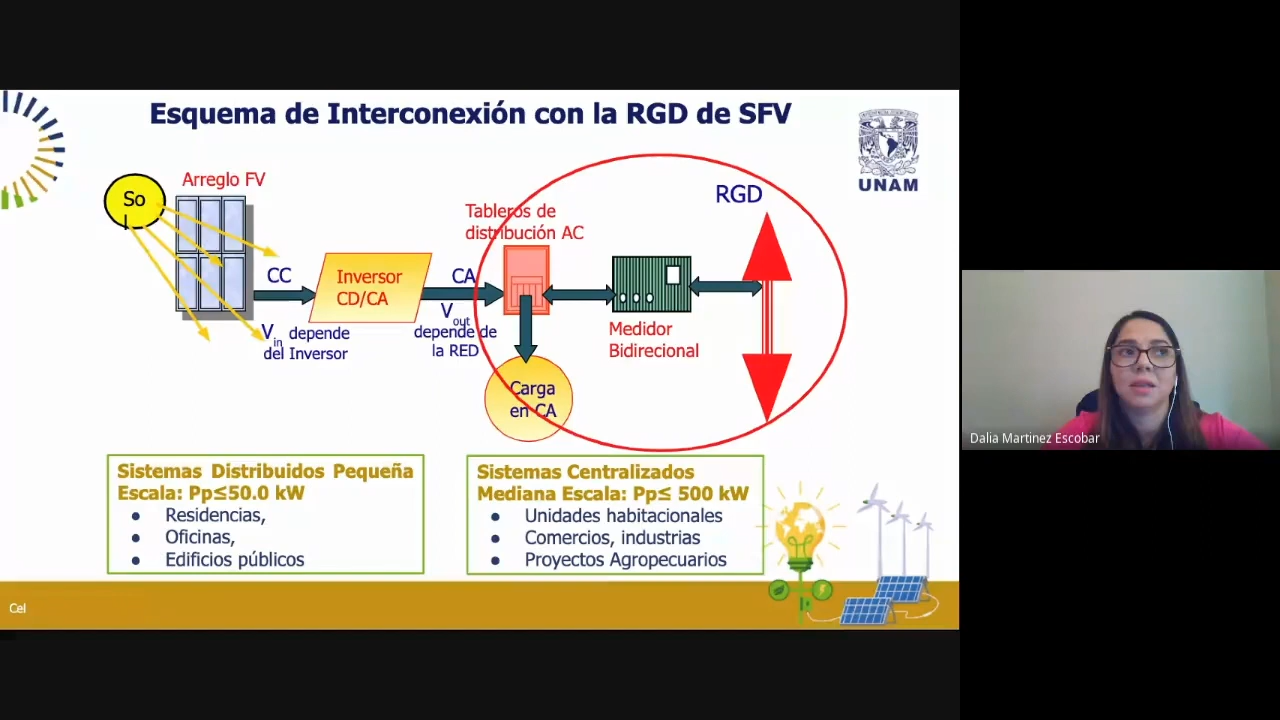 Esquema de Interconexión con la RGD de SFV
UNAM
So
l
Arreglo FV
CC
V in depende
del Inversor
Inversor
CD/CA
CA
V out
depende de
la RED
Tableros de
distribución AC
Carga
en CA
Medidor
Bidirecional
RGD
Sistemas Distribuidos Pequeña
Escala: Pp≤50.0 kW
● Residencias,
● Oficinas,
● Edificios públicos
Sistemas Centralizados
Mediana Escala: Pp≤ 500 kW
● Unidades habitacionales
● Comercios, industrias
● Proyectos Agropecuarios
Cel
Dalia Martinez Escobar